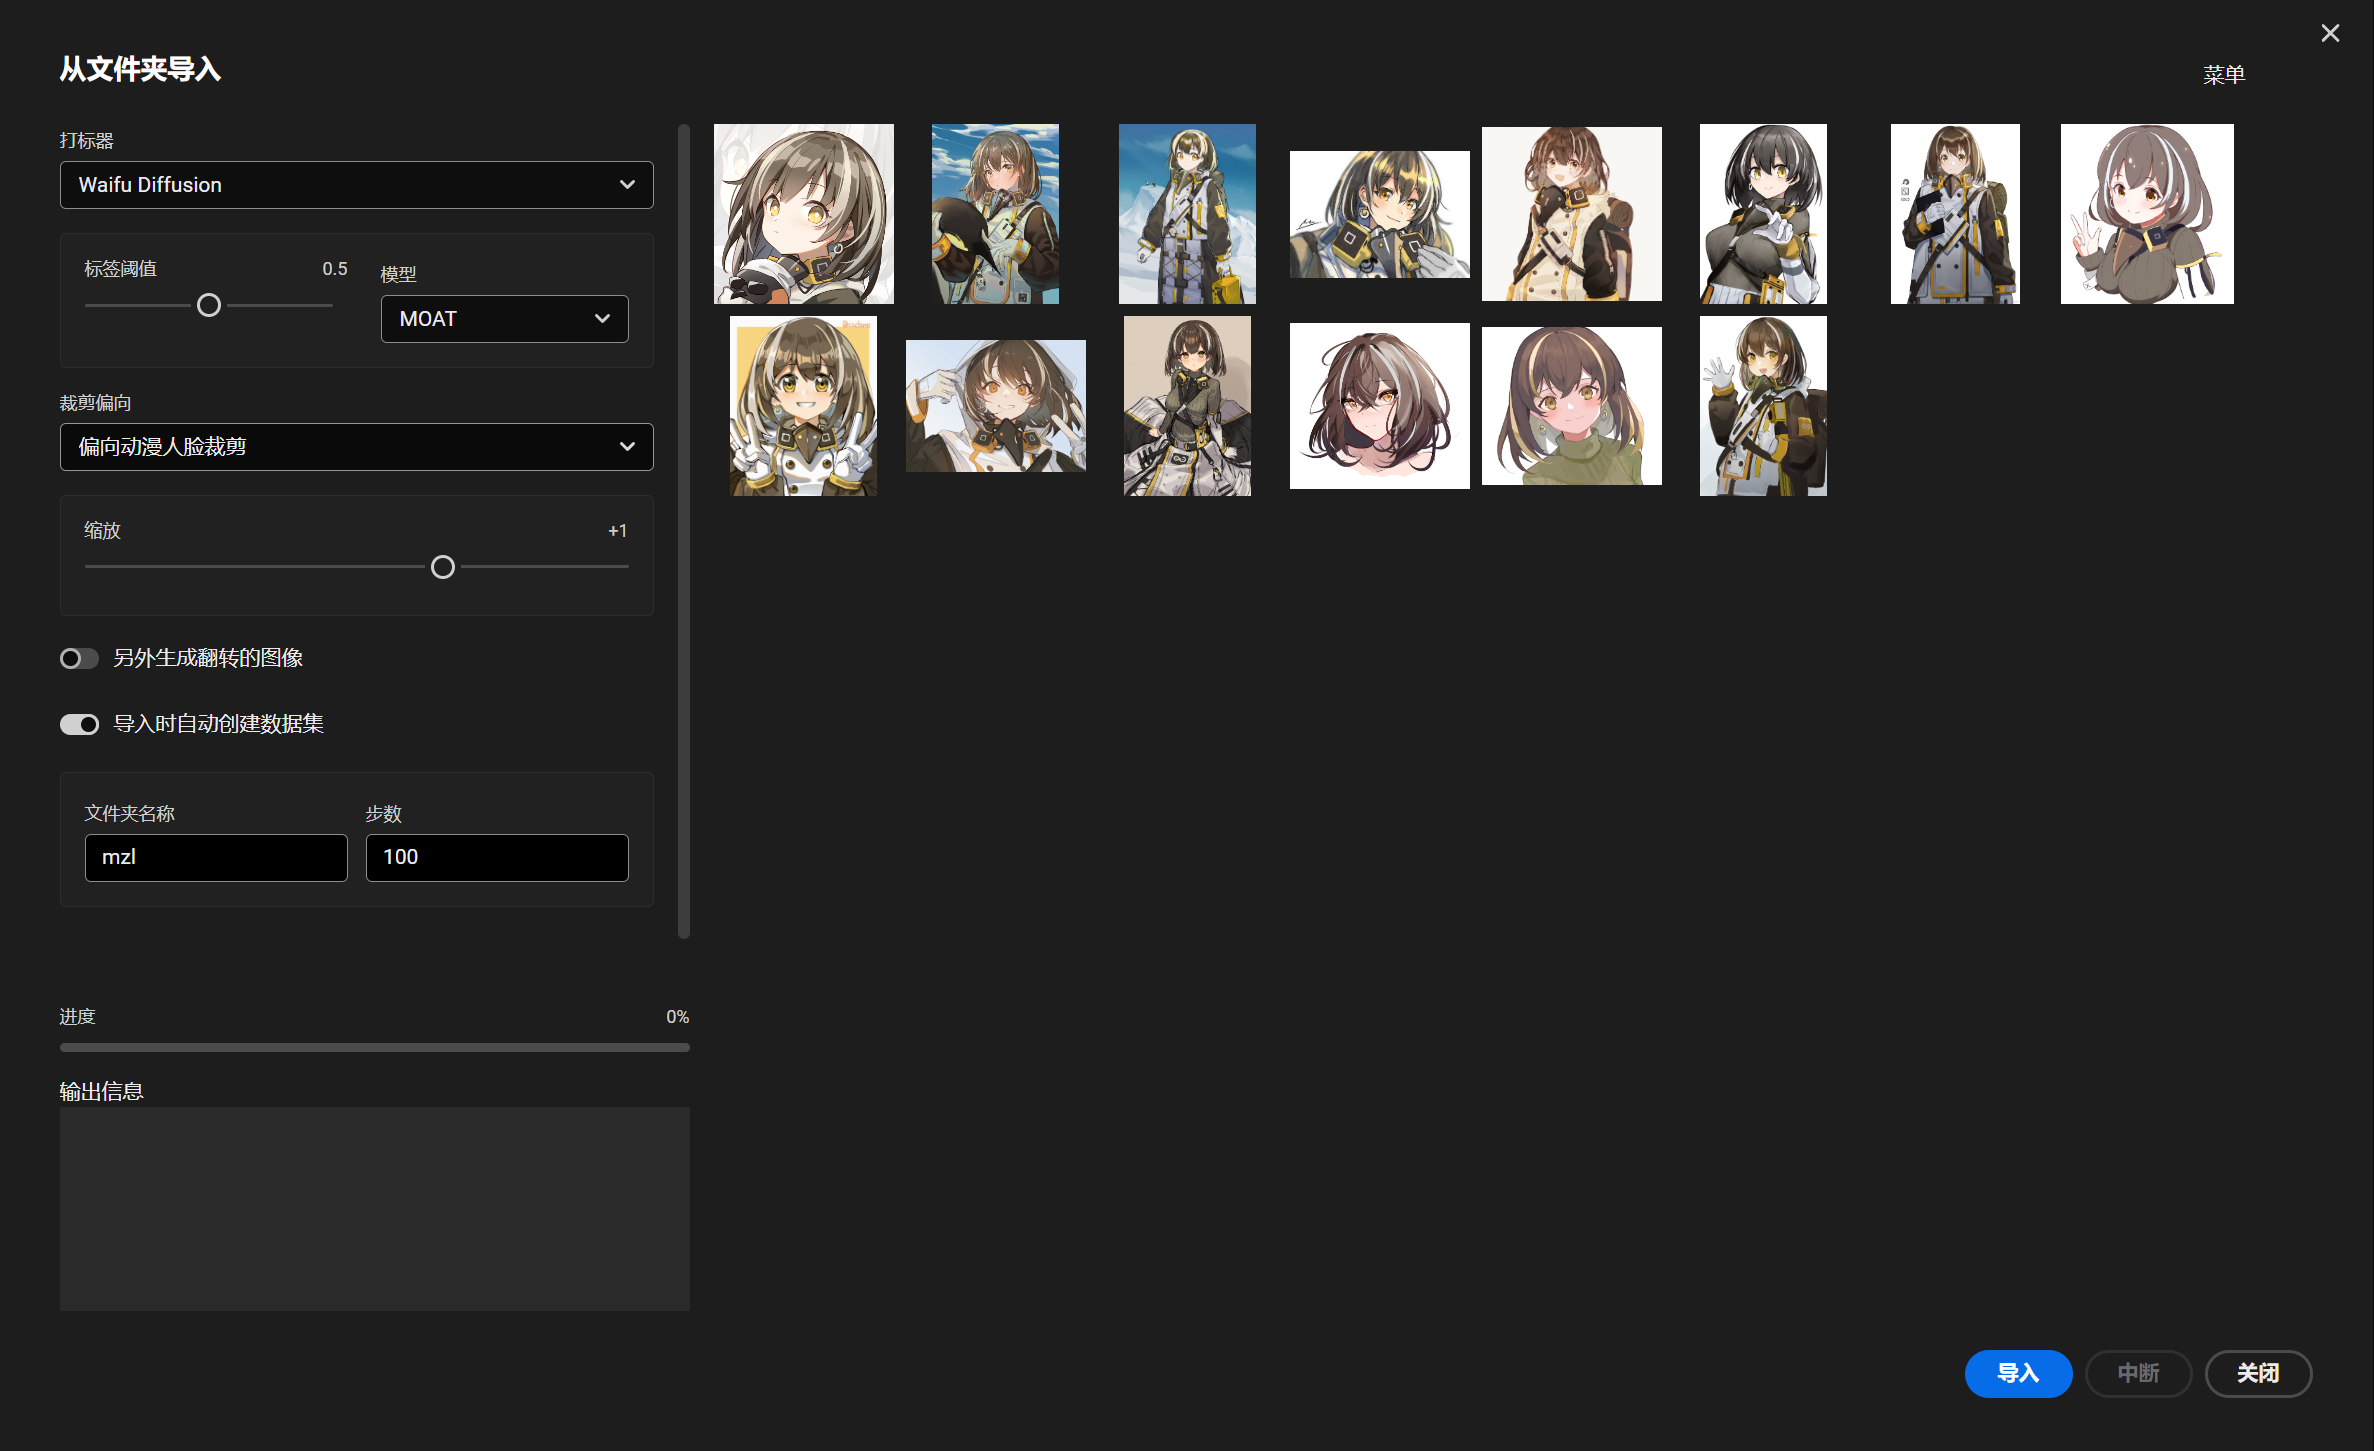 从文件夹导入
菜单
打标器
Waifu Diffusion
标签阈值
0.5
模型
MOAT
裁剪偏向
偏向动漫人脸裁剪
缩放
+1
另外生成翻转的图像
导入时自动创建数据集
文件夹名称
步数
mzl
100
进度
0%
输出信息
导入
中断
关闭